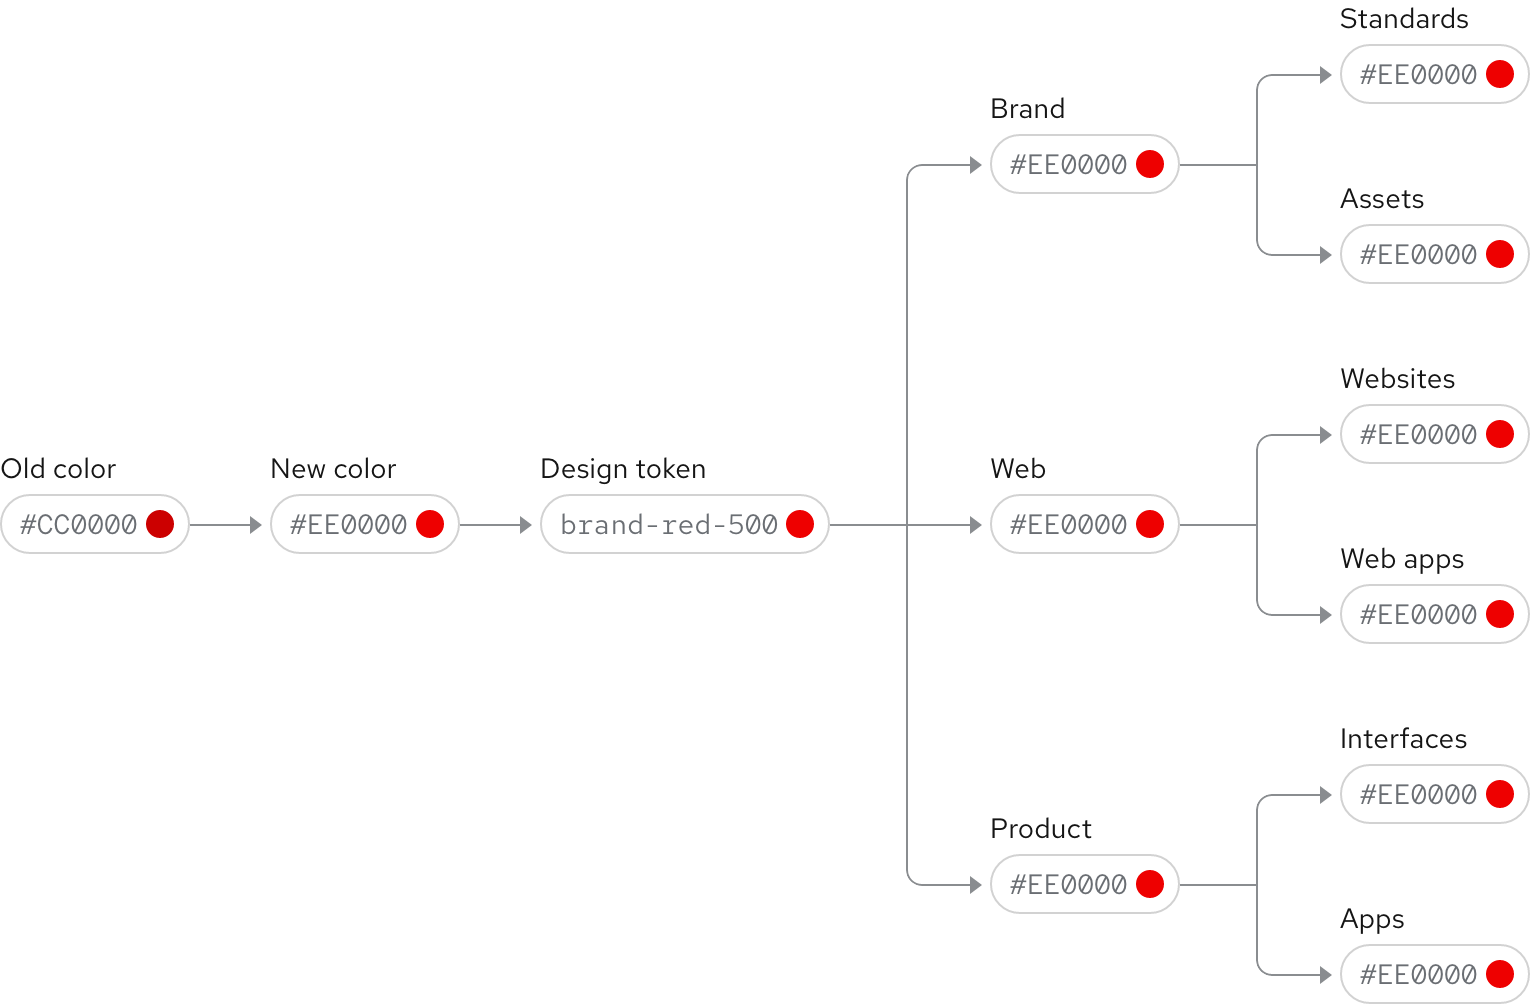 Old color
#CC0000
New color
#EE0000
Design token
brand-red-500
Brand
#EE0000
Standards
#EE0000
Assets
#EE0000
Web
#EE0000
Websites
#EE0000
Web apps
#EE0000
Product
#EE0000
Interfaces
#EE0000
Apps
#EE0000